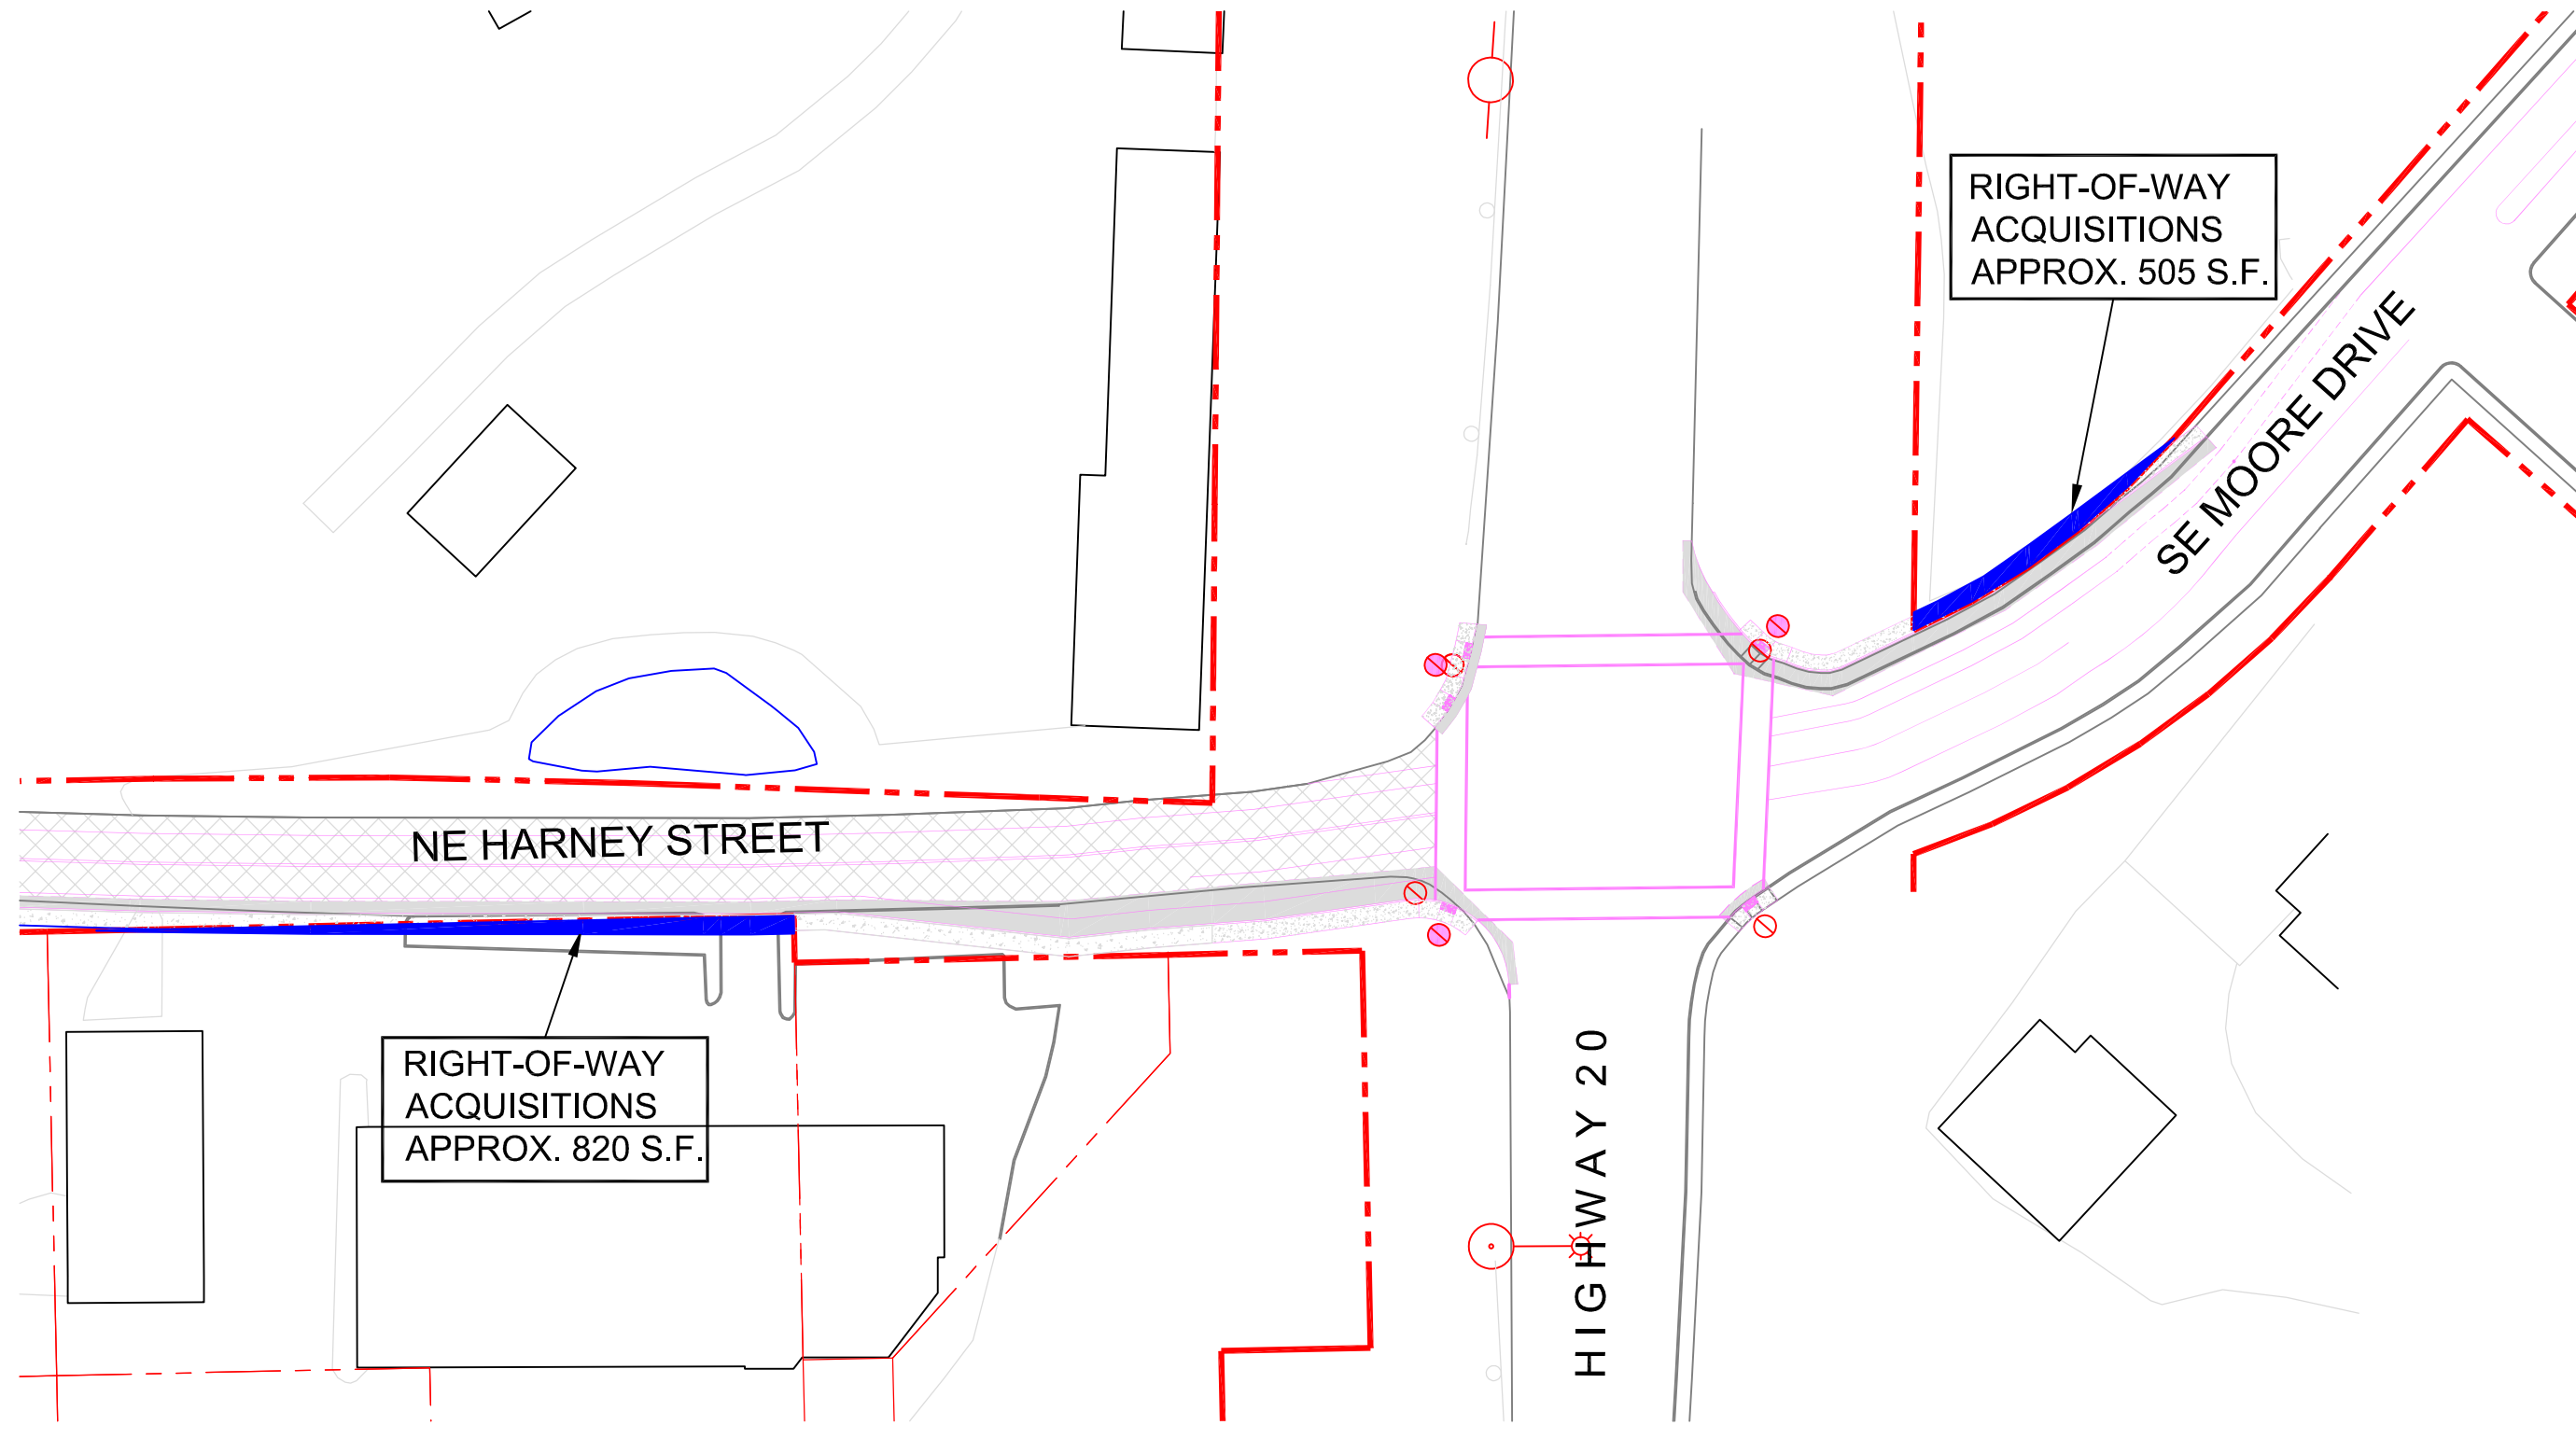 RIGHT-OF-WAY
ACQUISITIONS
APPROX. 505 S.F.
SE MOORE DRIVE
NE HARNEY STREET
RIGHT-OF-WAY
ACQUISITIONS
APPROX. 820 S.F.
HIGHWAY 20